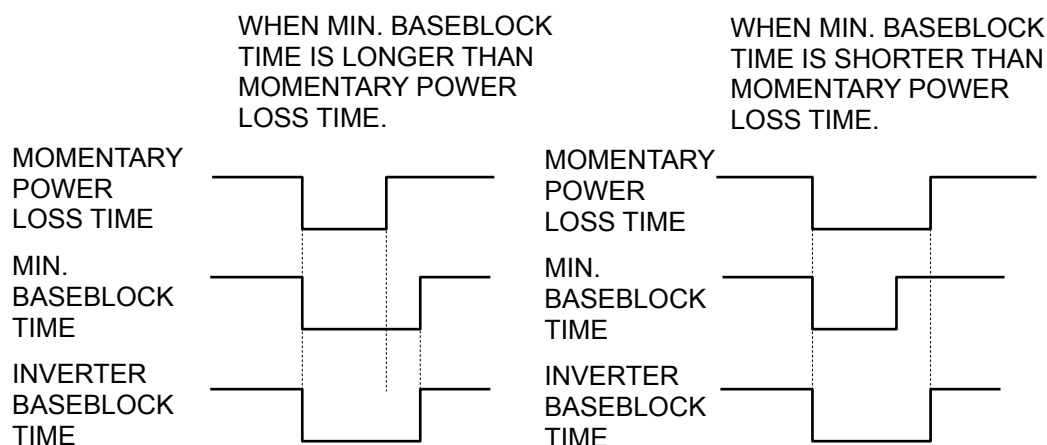 WHEN MIN. BASEBLOCK
TIME IS LONGER THAN
MOMENTARY POWER
LOSS TIME.
WHEN MIN. BASEBLOCK
TIME IS SHORTER THAN
MOMENTARY POWER
LOSS TIME.
MOMENTARY
POWER
LOSS TIME
MIN.
BASEBLOCK
TIME
INVERTER
BASEBLOCK
TIME
MOMENTARY
POWER
LOSS TIME
MIN.
BASEBLOCK
TIME
INVERTER
BASEBLOCK
TIME